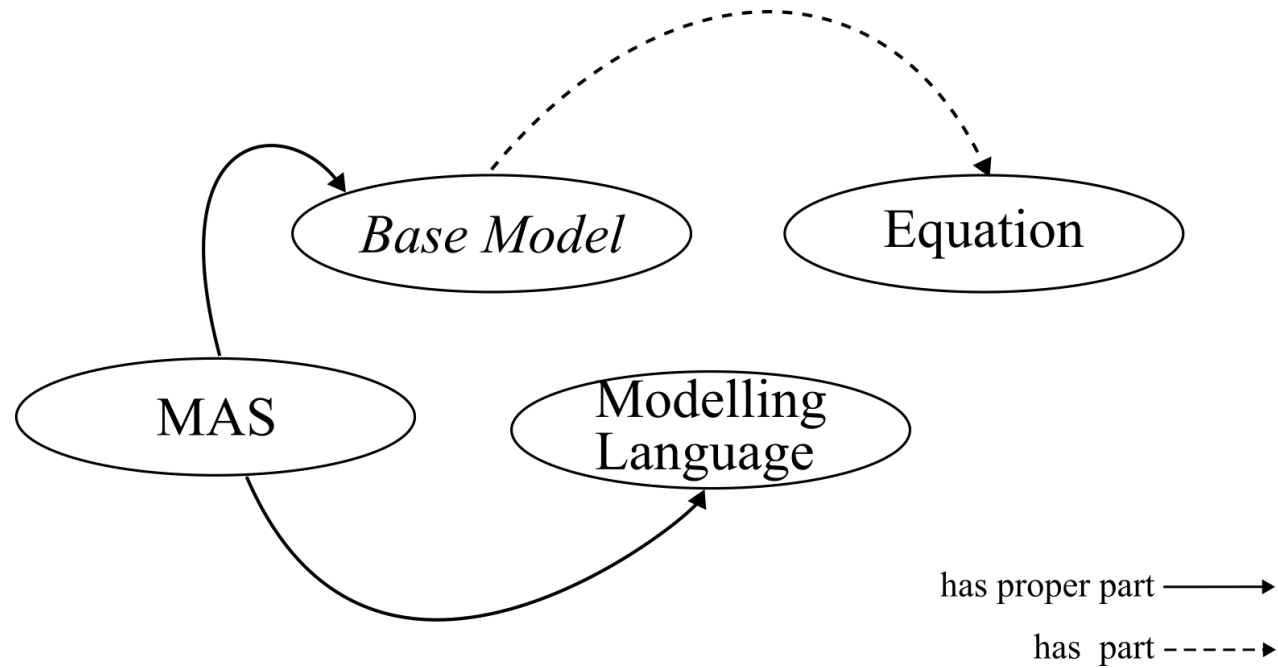 Base Model
Equation
MAS
Modelling
Language
has proper part
has part